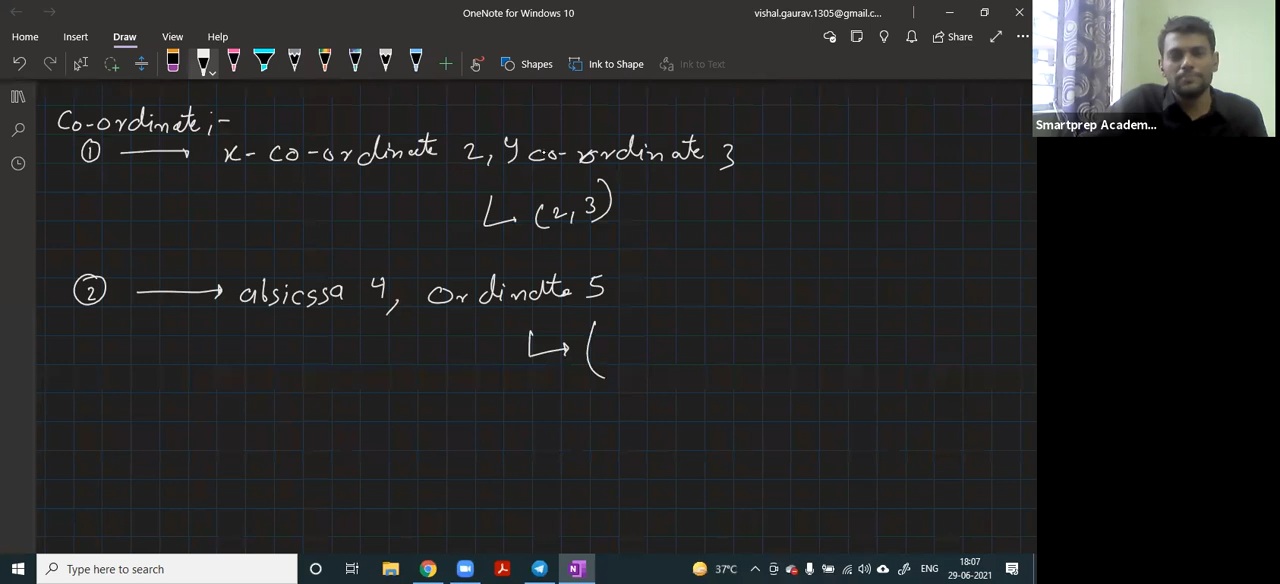 OneNote for Windows 10
vishal.gaurav.1305@gmail.c...
Home Insert Draw View Help
Share
Shapes Ink to Shape Ink to Text
Smartprep Academ...
Co-ordinate;-
① → x-co-ordinate 2, y co-ordinate 3
(2, 3)
② → absicssa 4, ordinate 5
(
Type here to search
37°C
ENG
18:07
29-06-2021